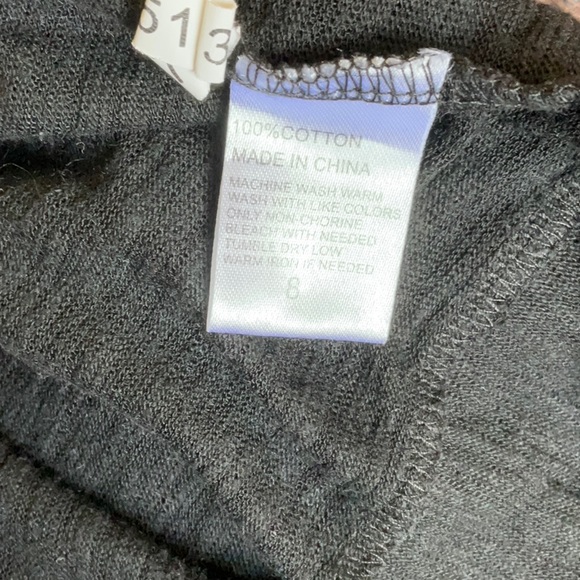 513
100%COTTON
MADE IN CHINA
MACHINE WASH WARM
WASH WITH LIKE COLORS
ONLY NON-CHORINE
BLEACH WITH NEEDED
TUMBLE DRY LOW
WARM IRON IF NEEDED
8